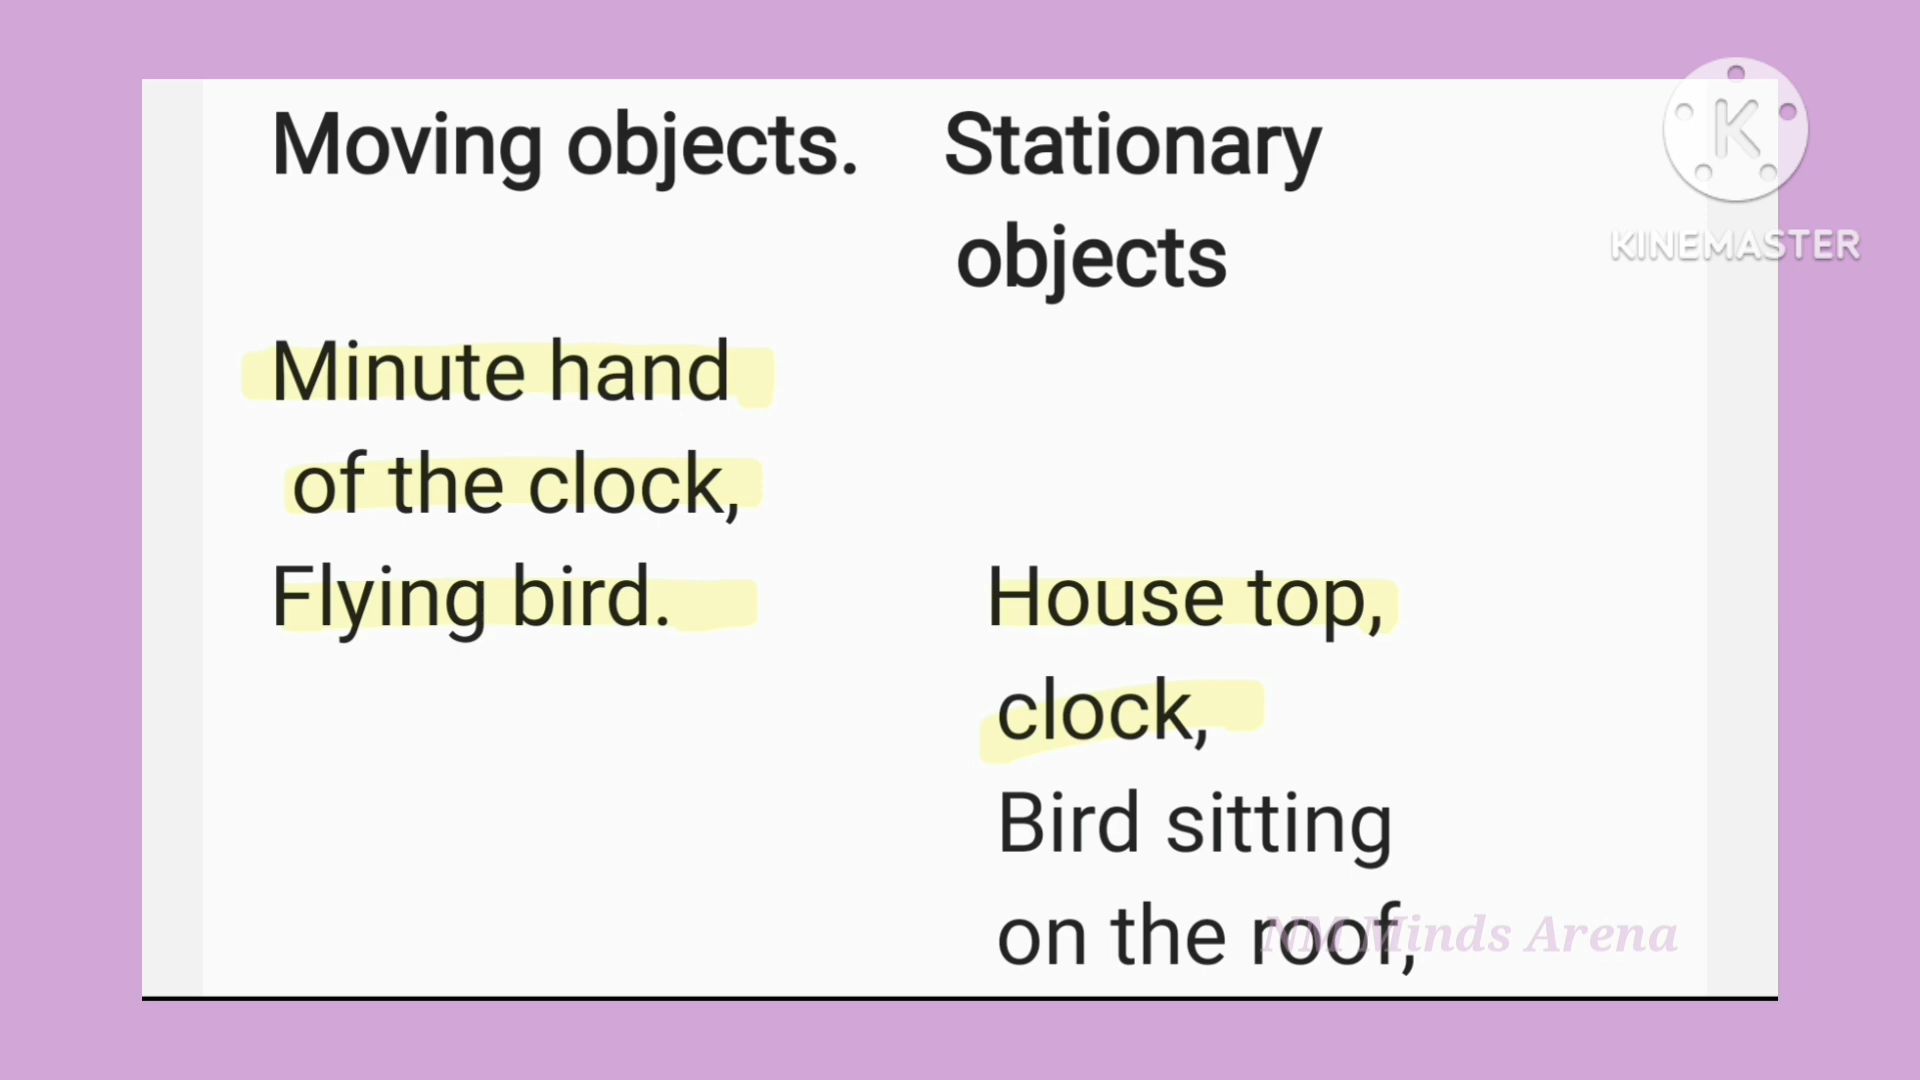 Moving objects. Stationary
objects
Minute hand
of the clock,
Flying bird. House top,
clock,
Bird sitting
on the roof,
K
KINEMASTER
NM Minds Arena